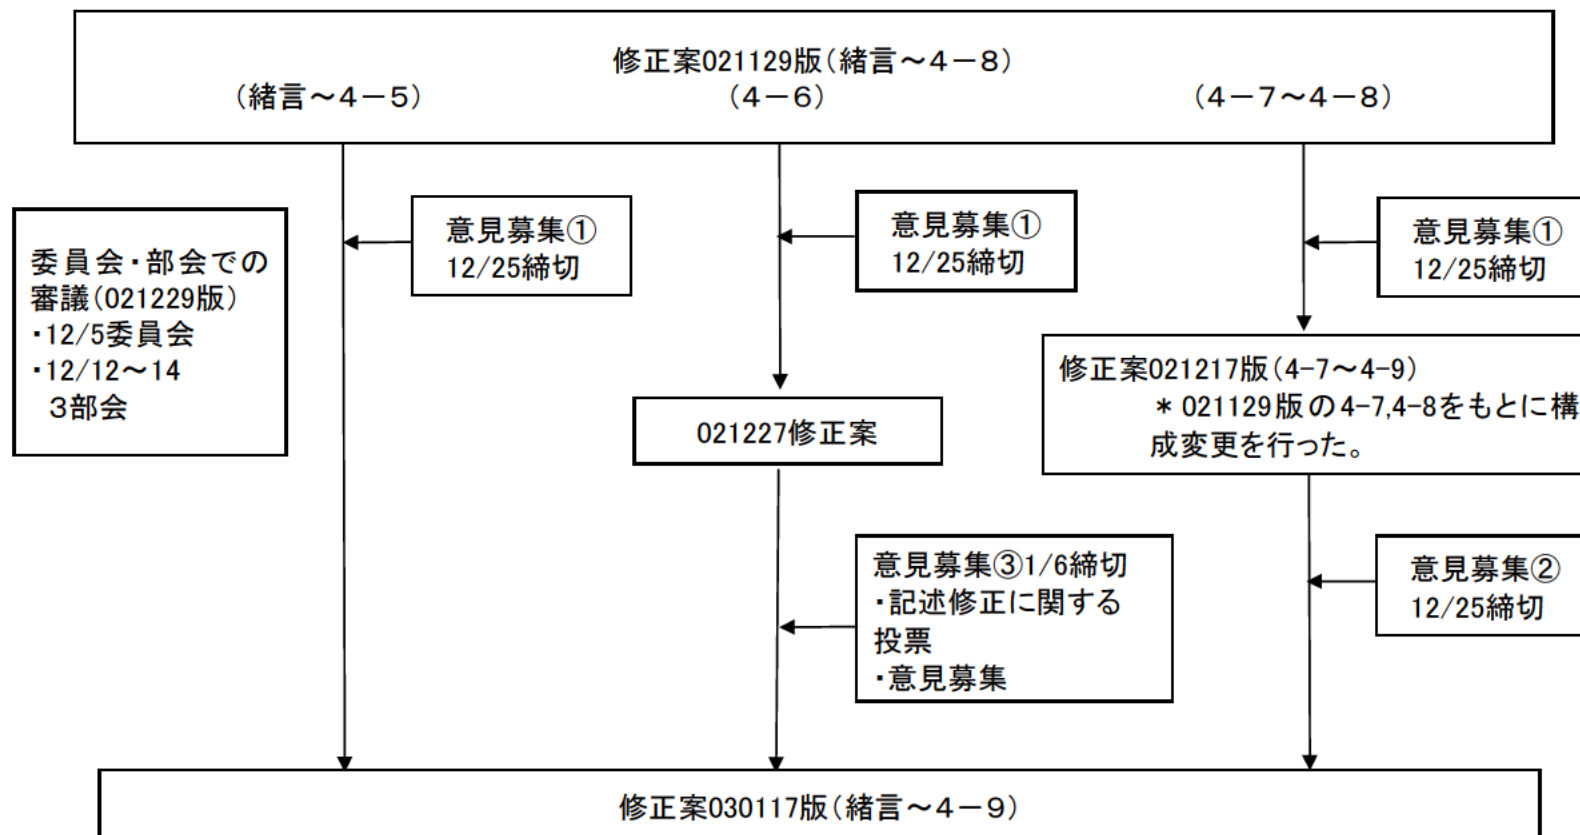 修正案021129版（緒言～４－８）
（緒言～４－５）
（４－６）
（４－７～４－８）
委員会・部会での
審議（021229版）
・12/5委員会
・12/12～14
３部会
意見募集①
12/25締切
意見募集①
12/25締切
意見募集①
12/25締切
修正案021217版（4-7～4-9）
＊021129版の4-7,4-8をもとに構
成変更を行った。
021227修正案
意見募集③1/6締切
・記述修正に関する
投票
・意見募集
意見募集②
12/25締切
修正案030117版（緒言～４－９）